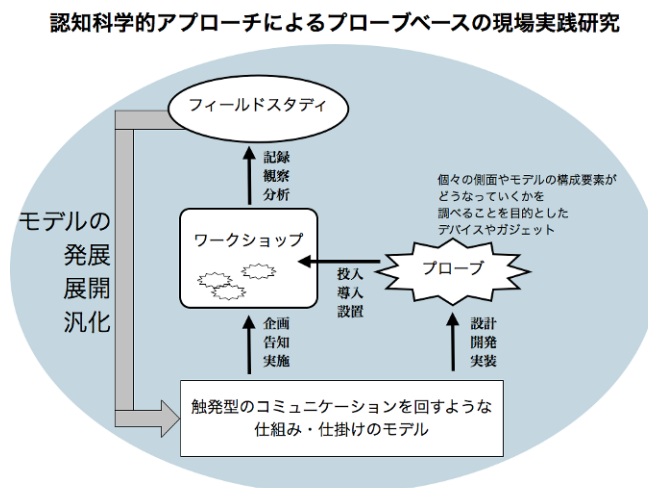 認知科学的アプローチによるプローブベースの現場実践研究
フィールドスタディ
記録
観察
分析
個々の側面やモデルの構成要素が
どうなっていくかを
調べることを目的とした
デバイスやガジェット
モデルの
発展
展開
汎化
ワークショップ
プローブ
投入
導入
設置
企画
告知
実施
設計
開発
実装
触発型のコミュニケーションを回すような
仕組み・仕掛けのモデル